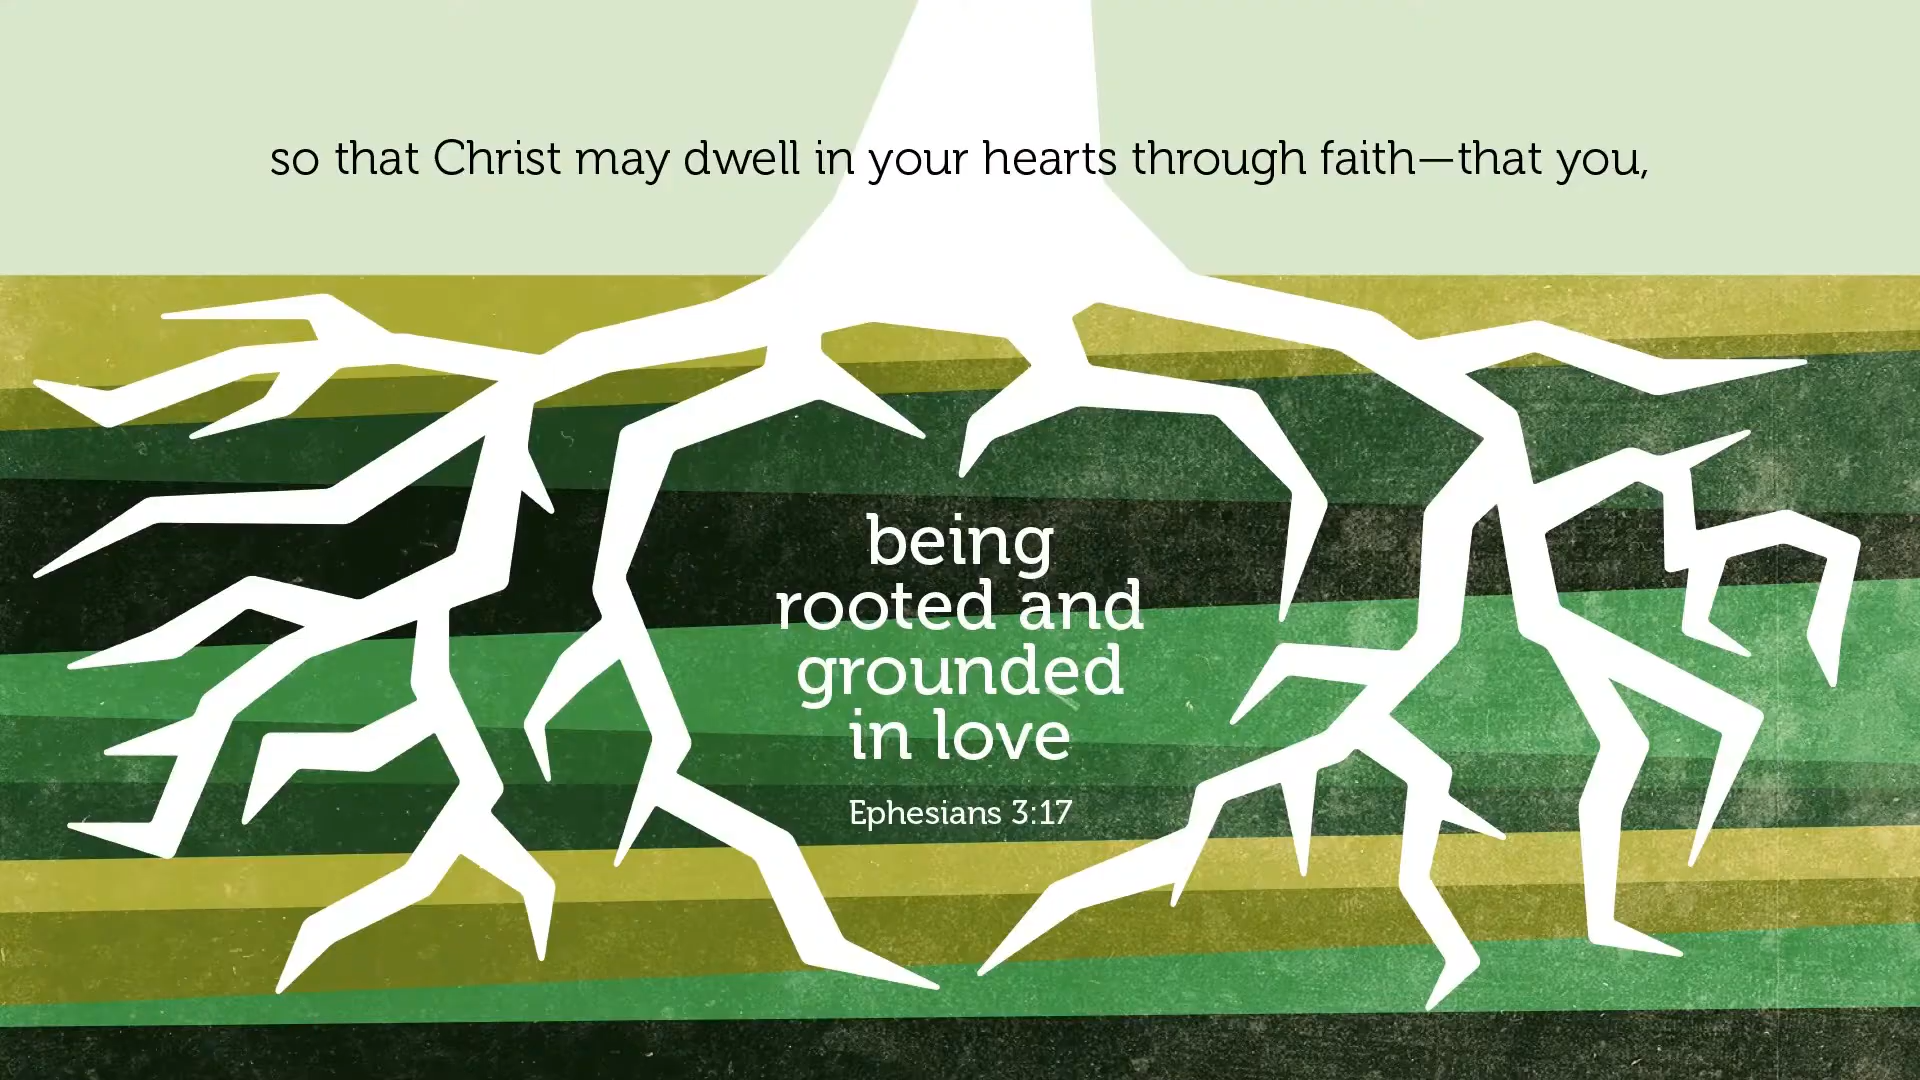 so that Christ may dwell in your hearts through faith—that you,
being
rooted and
grounded
in love
Ephesians 3:17